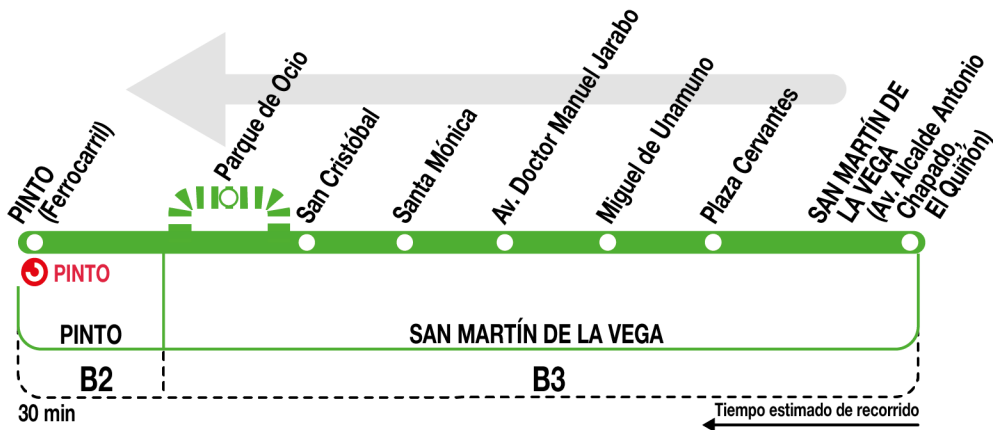 PINTO
(Ferrocarril)
Parque de Ocio
San Cristóbal
Santa Mónica
Av. Doctor Manuel Jarabo
Miguel de Unamuno
Plaza Cervantes
SAN MARTÍN DE
LA VEGA
(Av. Alcalde Antonio
Chapado,
El Quiñón)
PINTO
PINTO
SAN MARTÍN DE LA VEGA
B2
B3
30 min
Tiempo estimado de recorrido